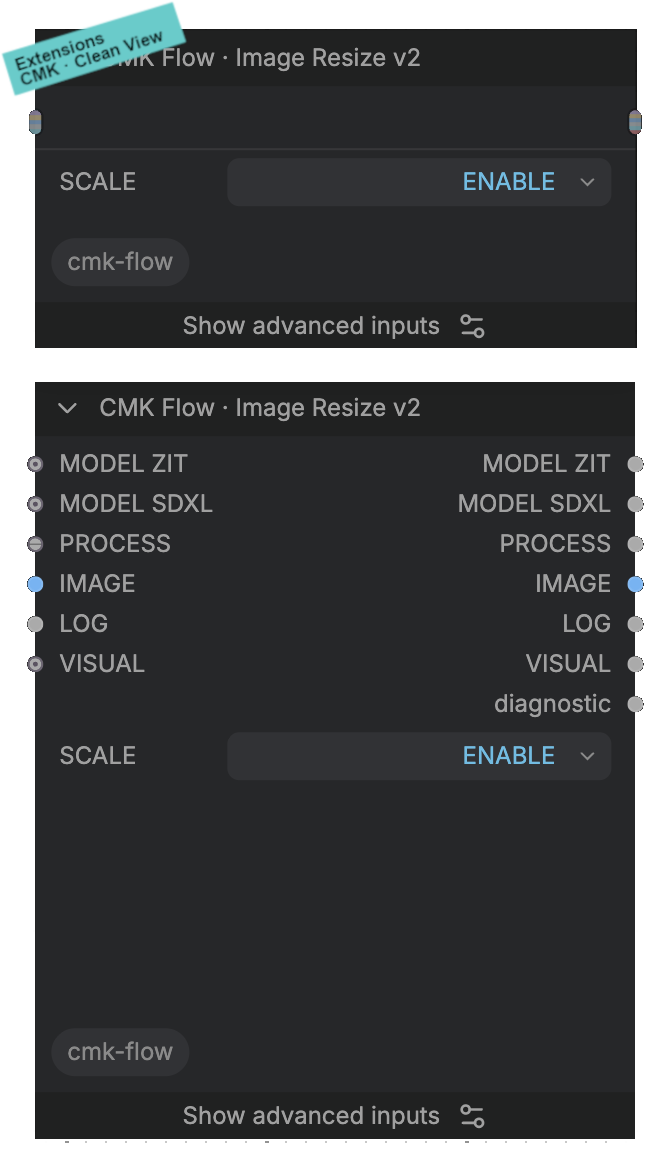 Extensions
CMK · Clean View
MK Flow · Image Resize v2
SCALE ENABLE
cmk-flow
Show advanced inputs
CMK Flow · Image Resize v2
MODEL ZIT MODEL ZIT
MODEL SDXL MODEL SDXL
PROCESS PROCESS
IMAGE IMAGE
LOG LOG
VISUAL VISUAL
diagnostic
SCALE ENABLE
cmk-flow
Show advanced inputs